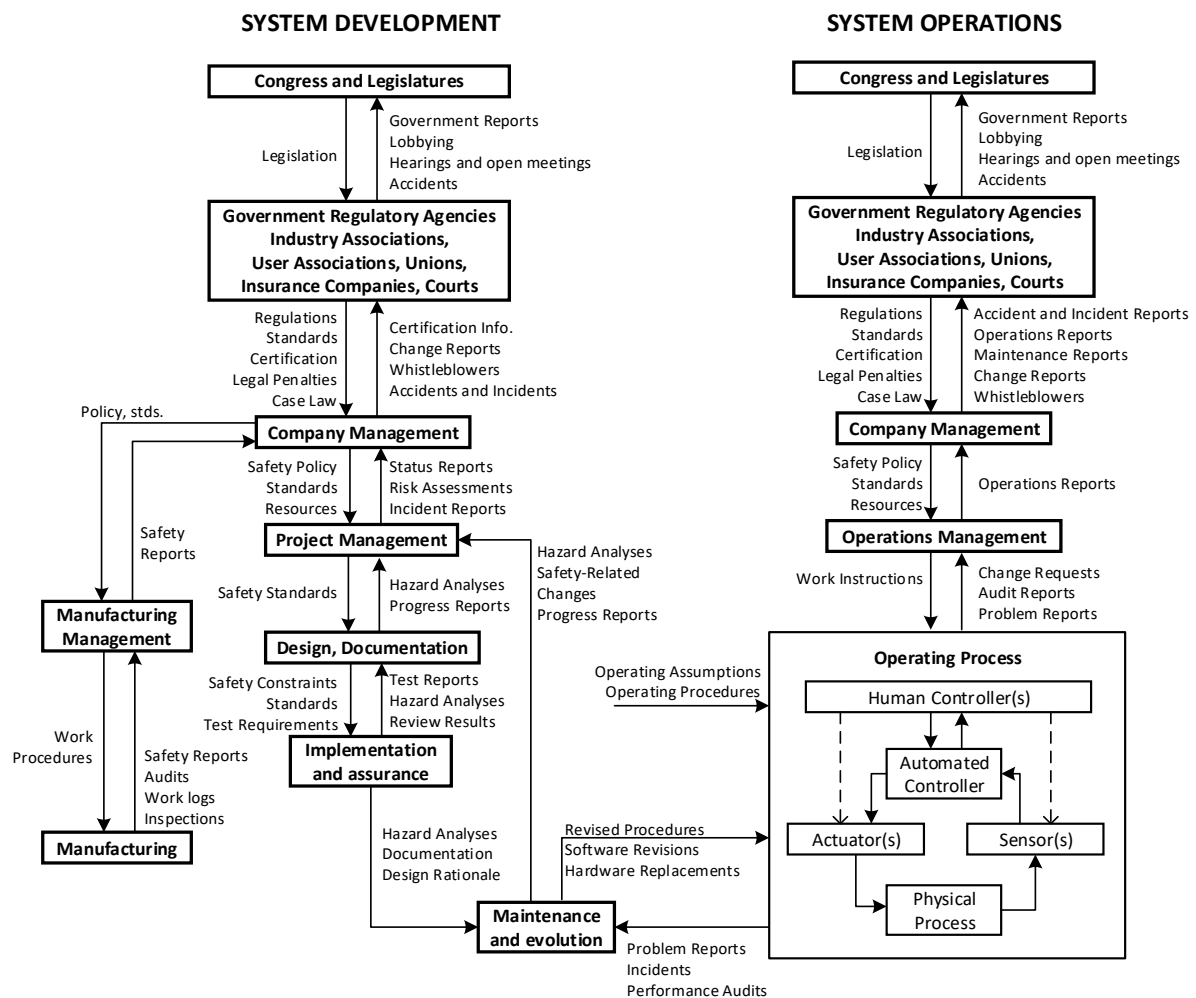 SYSTEM DEVELOPMENT
Congress and Legislatures
Legislation
Government Reports
Lobbying
Hearings and open meetings
Accidents
Government Regulatory Agencies
Industry Associations,
User Associations, Unions,
Insurance Companies, Courts
Regulations
Standards
Certification
Legal Penalties
Case Law
Certification Info.
Change Reports
Whistleblowers
Accidents and Incidents
Policy, stds.
Company Management
Safety Policy
Standards
Resources
Status Reports
Risk Assessments
Incident Reports
Safety
Reports
Project Management
Hazard Analyses
Safety-Related
Changes
Progress Reports
Safety Standards
Hazard Analyses
Progress Reports
Manufacturing
Management
Design, Documentation
Safety Constraints
Standards
Test Requirements
Test Reports
Hazard Analyses
Review Results
Work
Procedures
Safety Reports
Audits
Work logs
Inspections
Implementation
and assurance
Manufacturing
Hazard Analyses
Documentation
Design Rationale
Revised Procedures
Software Revisions
Hardware Replacements
Maintenance
and evolution
Problem Reports
Incidents
Performance Audits
SYSTEM OPERATIONS
Congress and Legislatures
Legislation
Government Reports
Lobbying
Hearings and open meetings
Accidents
Government Regulatory Agencies
Industry Associations,
User Associations, Unions,
Insurance Companies, Courts
Regulations
Standards
Certification
Legal Penalties
Case Law
Accident and Incident Reports
Operations Reports
Maintenance Reports
Change Reports
Whistleblowers
Company Management
Safety Policy
Standards
Resources
Operations Reports
Operations Management
Work Instructions
Change Requests
Audit Reports
Problem Reports
Operating Assumptions
Operating Procedures
Operating Process
Human Controller(s)
Automated
Controller
Actuator(s)
Sensor(s)
Physical
Process